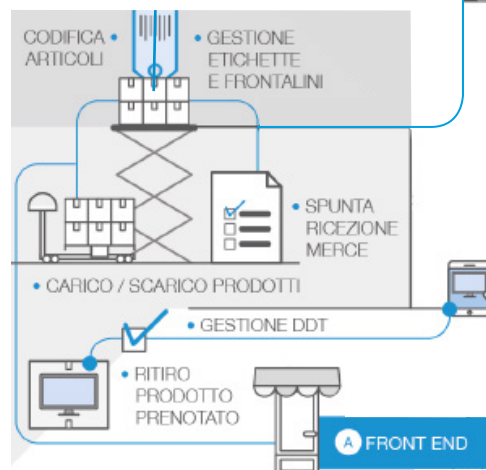 CODIFICA •
ARTICOLI
• GESTIONE
ETICHETTE
E FRONTALINI
• SPUNTA
RICEZIONE
MERCE
• CARICO / SCARICO PRODOTTI
• GESTIONE DDT
• RITIRO
PRODOTTO
PRENOTATO
A FRONT END